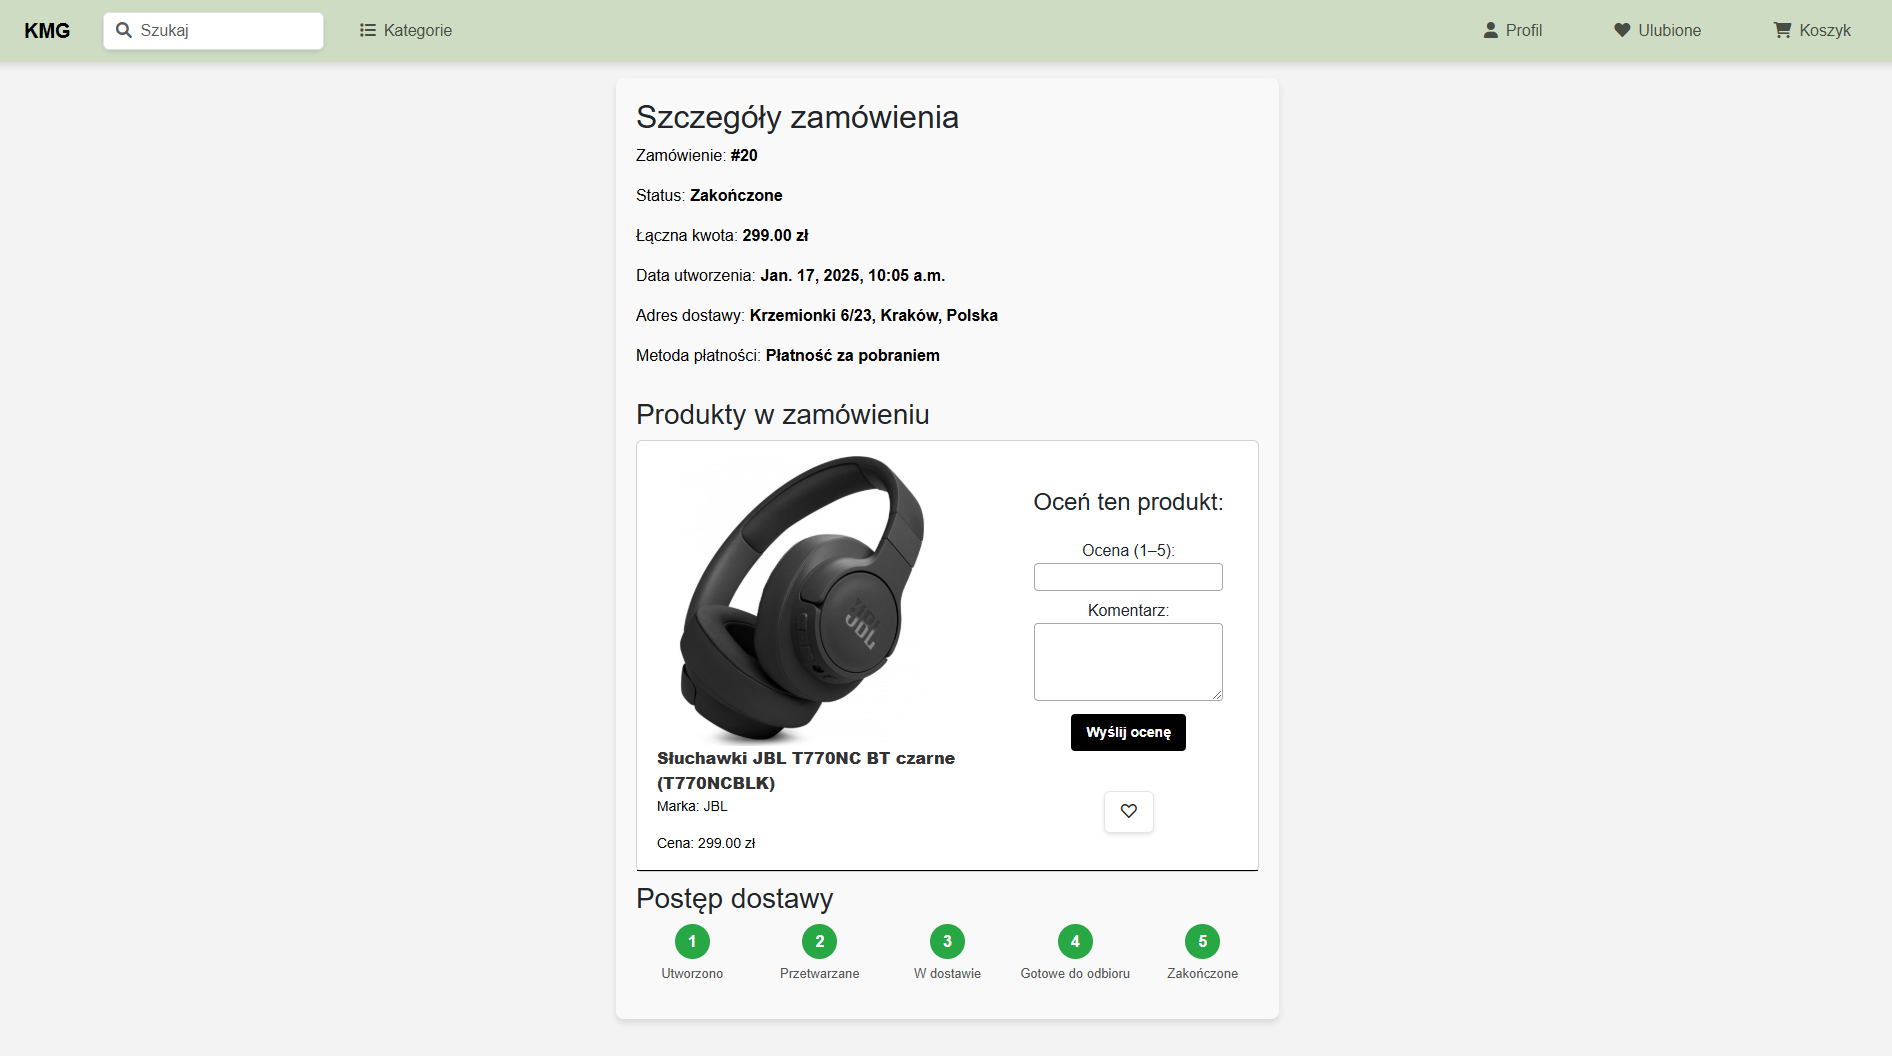 KMG
Szukaj
Kategorie
Profil
Ulubione
Koszyk
Szczegóły zamówienia
Zamówienie: #20
Status: Zakończone
Łączna kwota: 299.00 zł
Data utworzenia: Jan. 17, 2025, 10:05 a.m.
Adres dostawy: Krzemionki 6/23, Kraków, Polska
Metoda płatności: Płatność za pobraniem
Produkty w zamówieniu
JBL
Słuchawki JBL T770NC BT czarne
(T770NCBLK)
Marka: JBL
Cena: 299.00 zł
Oceń ten produkt:
Ocena (1–5):
Komentarz:
Wyślij ocenę
Postęp dostawy
1
2
3
4
5
Utworzono
Przetwarzane
W dostawie
Gotowe do odbioru
Zakończone